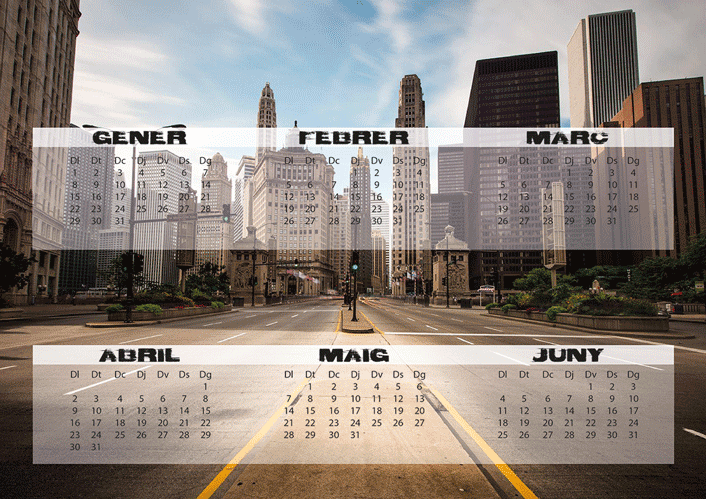 GENER
Dl Dt Dc Dj Dv Ds Dg
1 2 3 4 5 6 7
8 9 10 11 12 13 14
15 16 17 18 19 20 21
22 23 24 25 26 27 28
29 30 31
FEBRER
Dl Dt Dc Dj Dv Ds Dg
1 2 3 4
5 6 7 8 9 10 11
12 13 14 15 16 17 18
19 20 21 22 23 24 25
26 27 28
MARC
Dl Dt Dc Dj Dv Ds Dg
1 2 3 4
5 6 7 8 9 10 11
12 13 14 15 16 17 18
19 20 21 22 23 24 25
26 27 28 29 30 31
ABRIL
Dl Dt Dc Dj Dv Ds Dg
1
2 3 4 5 6 7 8
9 10 11 12 13 14 15
16 17 18 19 20 21 22
23 24 25 26 27 28 29
30 31
MAIG
Dl Dt Dc Dj Dv Ds Dg
1 2 3 4 5 6
7 8 9 10 11 12 13
14 15 16 17 18 19 20
21 22 23 24 25 26 27
28 29 30 31
JUNY
Dl Dt Dc Dj Dv Ds Dg
1 2 3
4 5 6 7 8 9 10
11 12 13 14 15 16 17
18 19 20 21 22 23 24
25 26 27 28 29 30